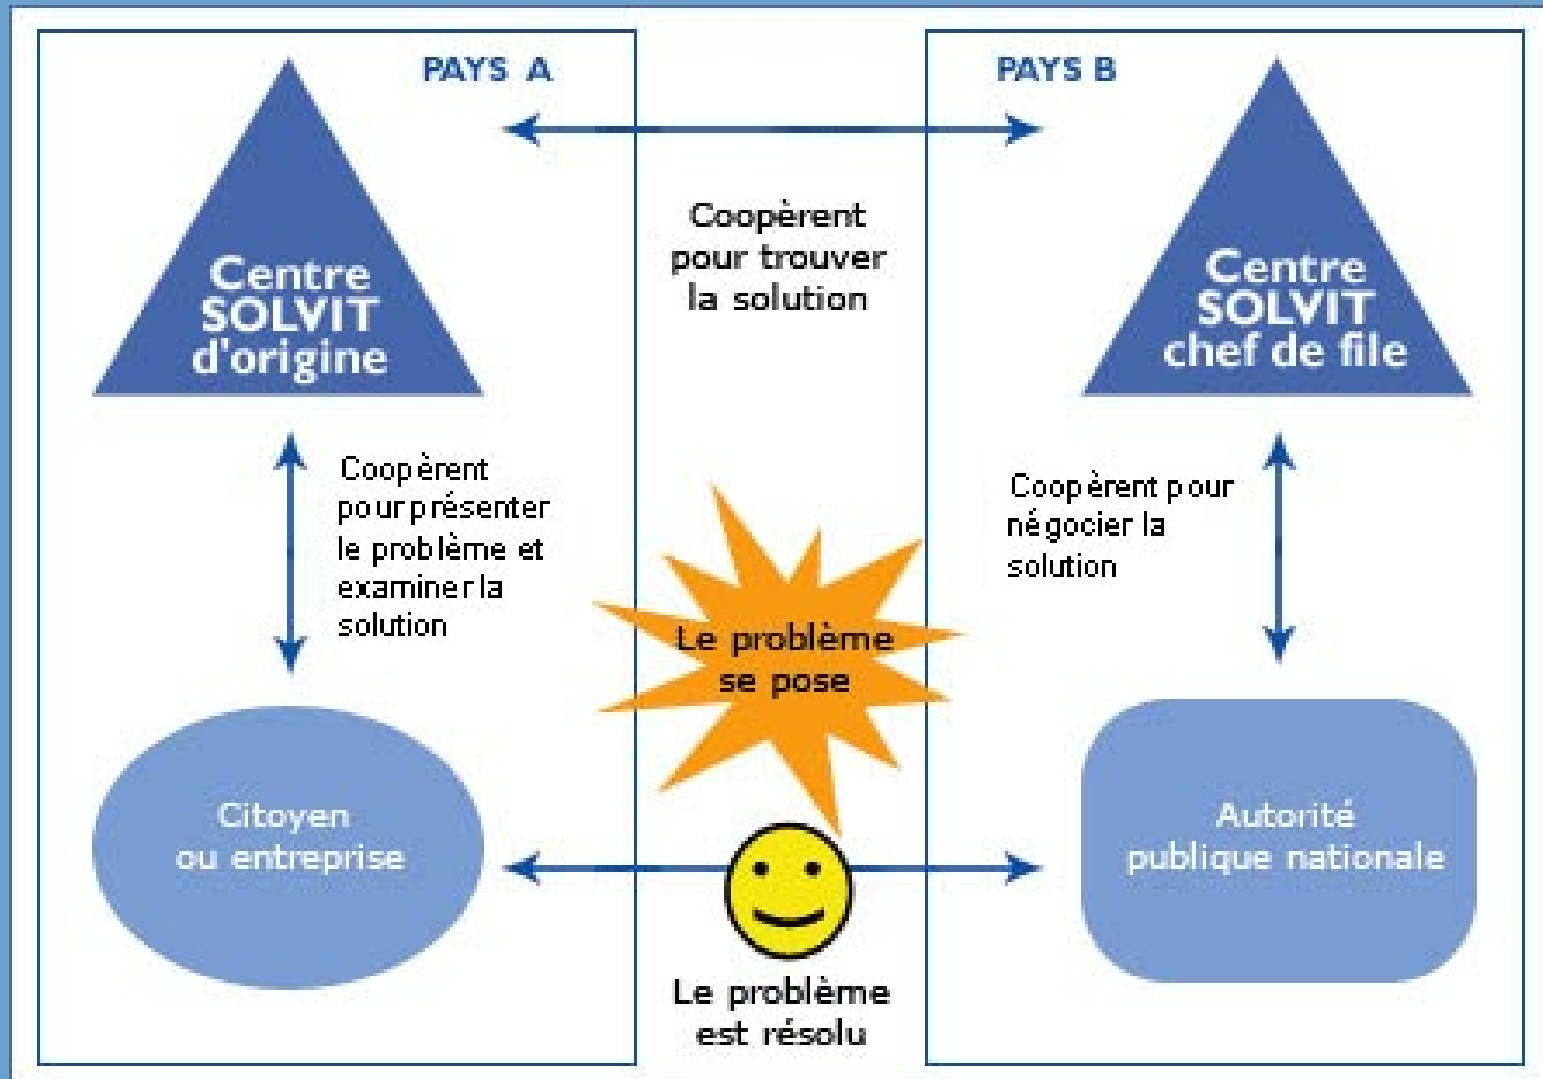 PAYS A
PAYS B
Centre
SOLVIT
d'origine
Coopèrent
pour trouver
la solution
Centre
SOLVIT
chef de file
Coopèrent
pour présenter
le problème et
examiner la
solution
Coopèrent pour
négocier la
solution
Le problème
se pose
Citoyen
ou entreprise
Autorité
publique nationale
Le problème
est résolu